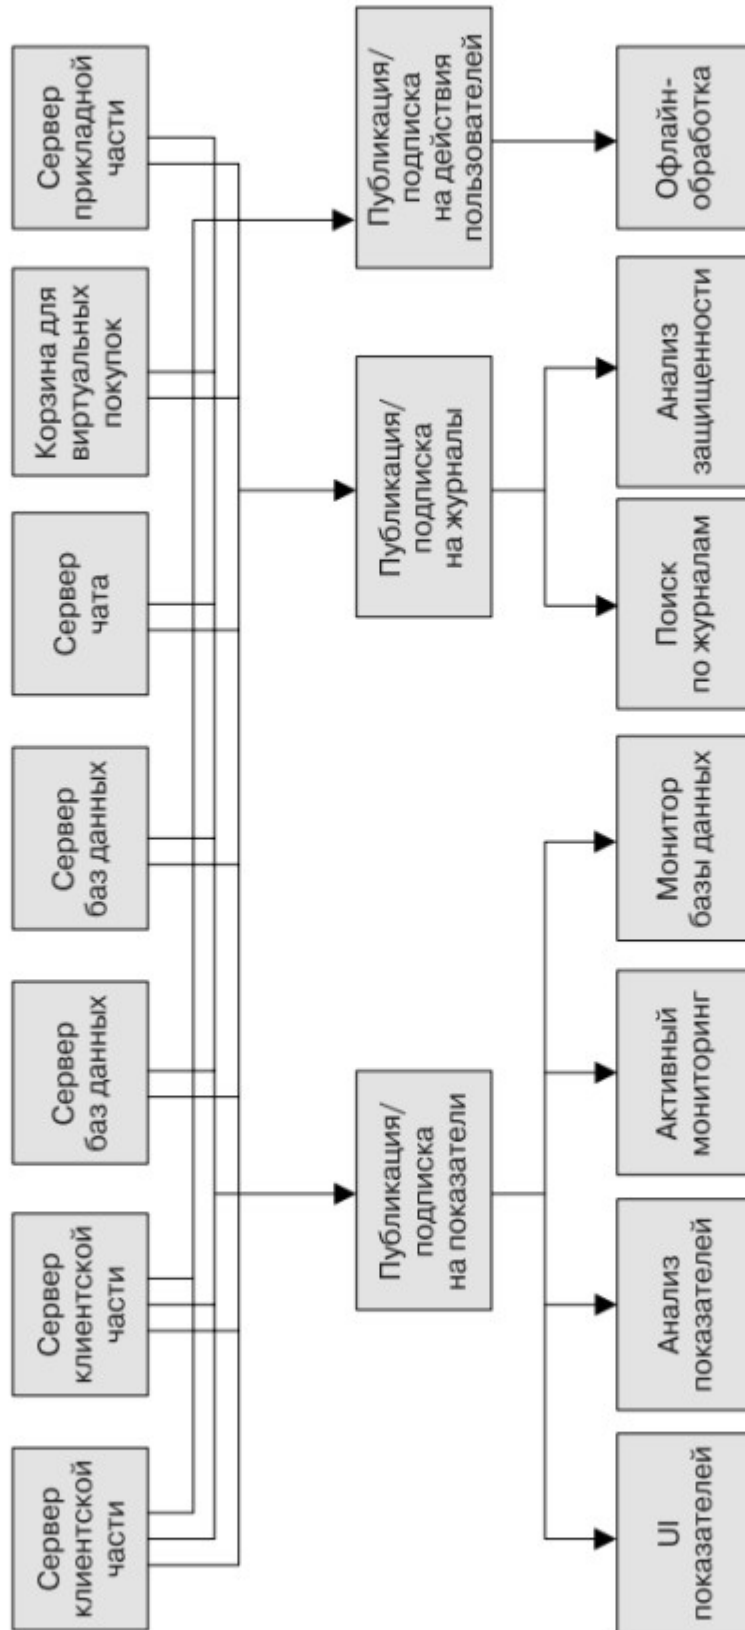 Сервер
клиентской
части
Сервер
клиентской
части
Сервер
баз данных
Сервер
баз данных
Сервер
чата
Корзина для
виртуальных
покупок
Сервер
прикладной
части
Публикация/
подписка
на показатели
Публикация/
подписка
на журналы
Публикация/
подписка
на действия
пользователей
UI
показателей
Анализ
показателей
Активный
мониторинг
Монитор
базы данных
Поиск
по журналам
Анализ
защищенности
Офлайн-
обработка